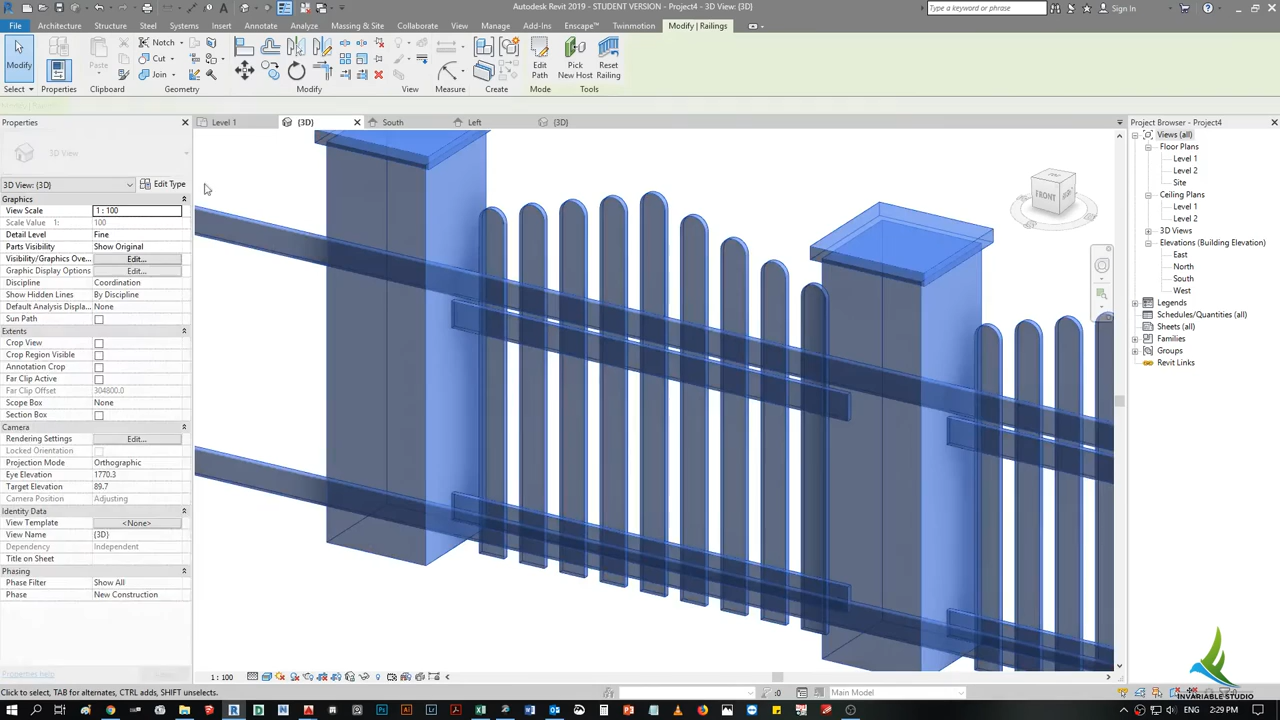 Autodesk Revit 2019 - STUDENT VERSION - 3D View: {3D}
Type a keyword or phrase
Sign In
File Architecture Structure Steel Systems Insert Annotate Analyze Massing & Site Collaborate View Manage Add-Ins Enscape™ Twinmotion Modify | Railings
Modify
Properties
Paste
Notch
Cut
Join
Edit Path
Pick New Host
Reset Railing
Select Properties Clipboard Geometry Modify View Measure Create Mode Tools
Properties
Level 1
{3D}
South
Left
{3D}
Project Browser - Project4
3D View
3D View: {3D}
Edit Type
Graphics
View Scale 1 : 100
Scale Value 1: 100
Detail Level Fine
Parts Visibility Show Original
Visibility/Graphics Ove... Edit...
Graphic Display Options Edit...
Discipline Coordination
Show Hidden Lines By Discipline
Default Analysis Displa... None
Sun Path
Extents
Crop View
Crop Region Visible
Annotation Crop
Far Clip Active
Far Clip Offset 304800.0
Scope Box None
Section Box
Camera
Rendering Settings Edit...
Locked Orientation
Projection Mode Orthographic
Eye Elevation 1770.3
Target Elevation 89.7
Camera Position Adjusting
Identity Data
View Template <None>
View Name {3D}
Dependency Independent
Title on Sheet
Phasing
Phase Filter Show All
Phase New Construction
Properties help
FRONT
Views (all)
Floor Plans
Level 1
Level 2
Site
Ceiling Plans
Level 1
Level 2
3D Views
Elevations (Building Elevation)
East
North
South
West
Legends
Schedules/Quantities (all)
Sheets (all)
Families
Groups
Revit Links
1 : 100
Click to select, TAB for alternates, CTRL adds, SHIFT unselects.
:0
Main Model
INVARIABLE STUDIO
ENG 2:29 PM